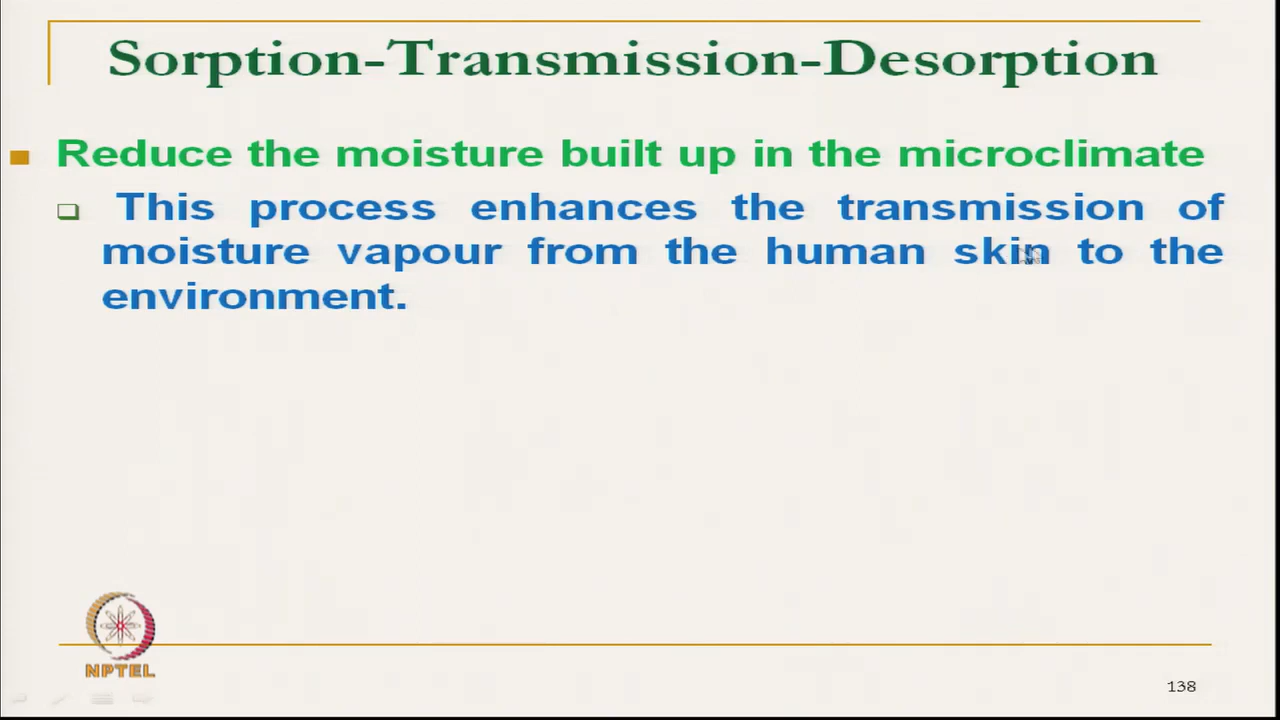 Sorption-Transmission-Desorption
Reduce the moisture built up in the microclimate
This process enhances the transmission of
moisture vapour from the human skin to the
environment.
NPTEL
138